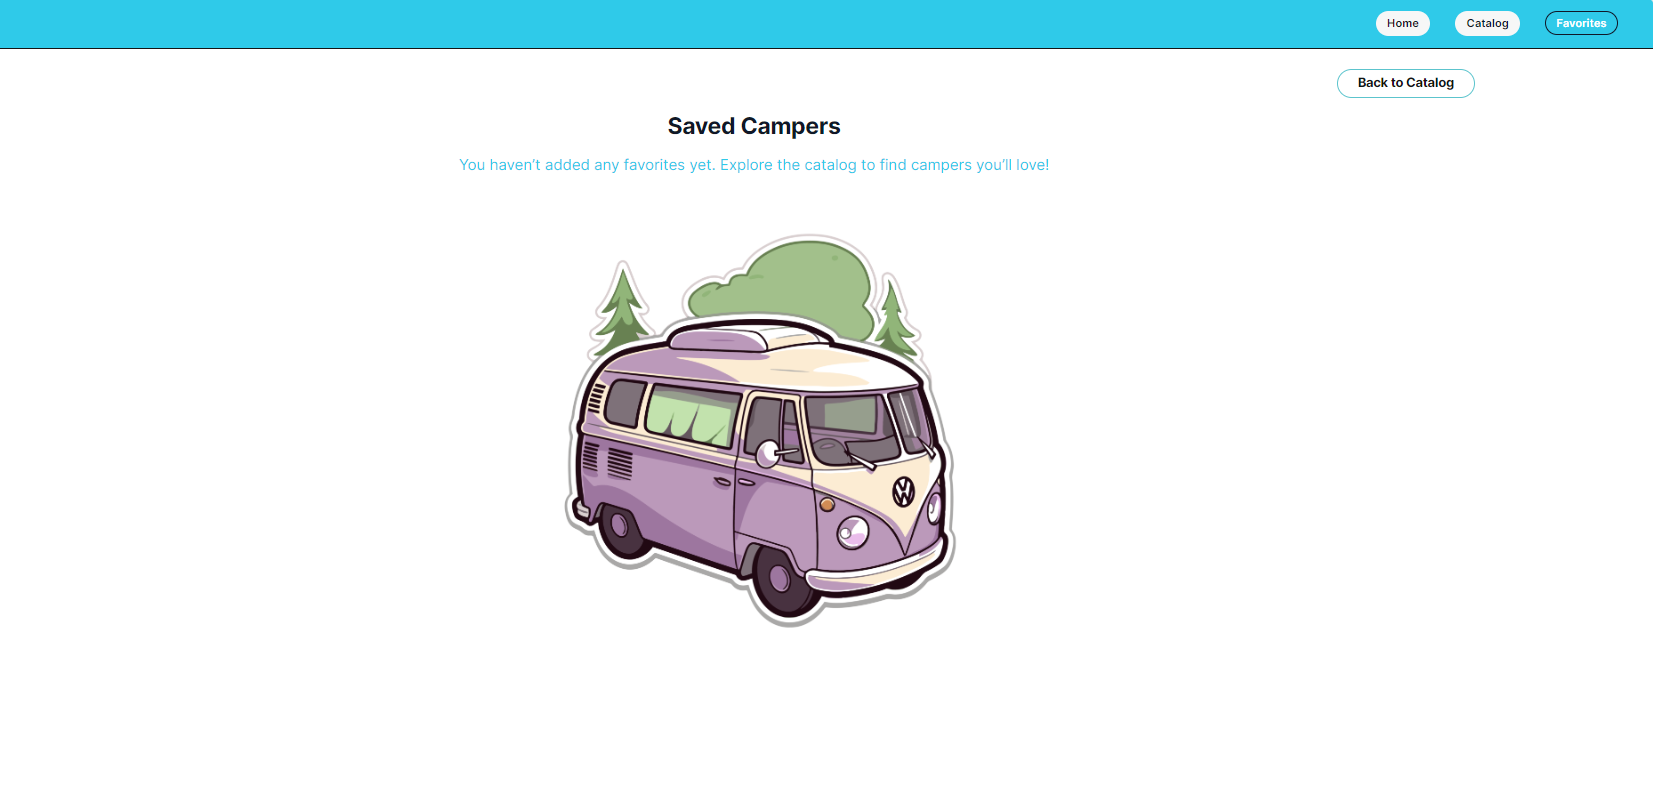 Home Catalog Favorites
Back to Catalog
Saved Campers
You haven’t added any favorites yet. Explore the catalog to find campers you’ll love!
VW